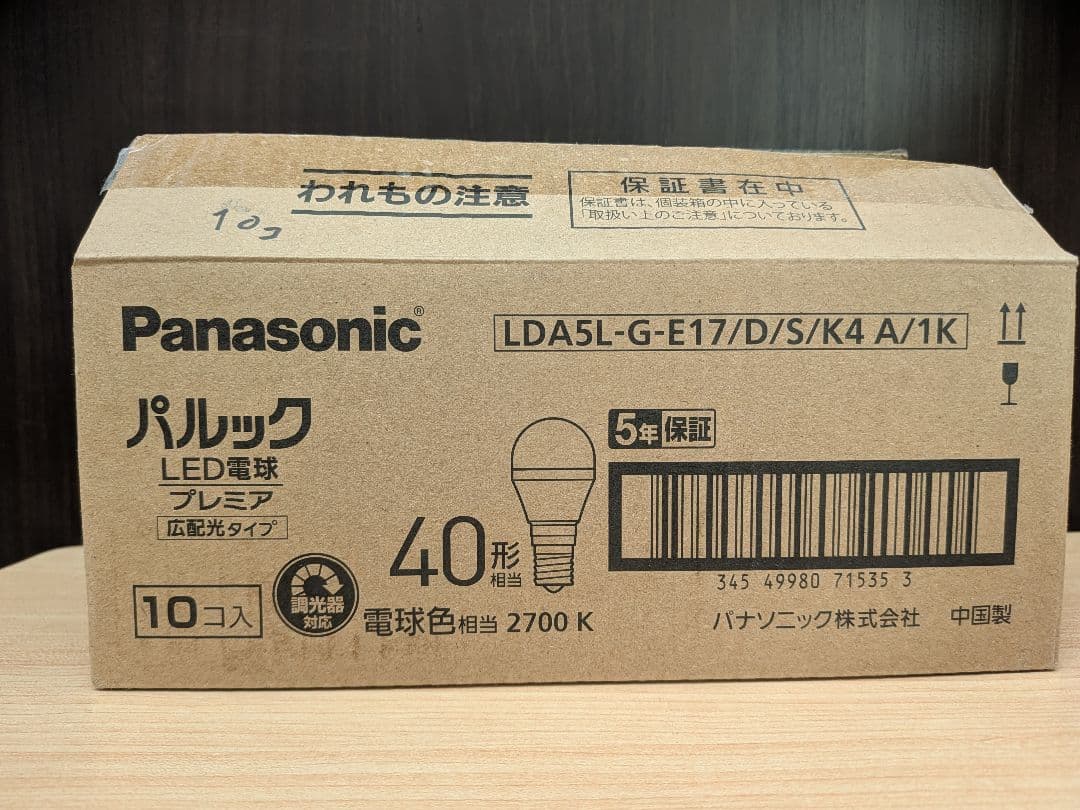 われもの注意
保証書在中
保証書は、個装箱の中に入っている
「取扱い上のご注意」についております。
10コ
Panasonic®
LDA5L-G-E17/D/S/K4 A/1K
パルック
LED電球
プレミア
広配光タイプ
5年保証
40形相当
345 49980 71535 3
10コ入
調光器
対応
電球色相当 2700 K
パナソニック株式会社 中国製